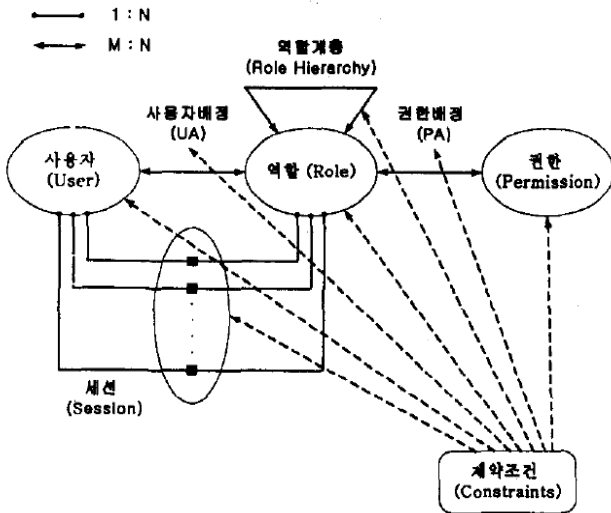 1 : N
M : N
역할계층
(Role Hierarchy)
사용자배정
(UA)
권한배정
(PA)
사용자
(User)
역할 (Role)
권한
(Permission)
세션
(Session)
제약조건
(Constraints)